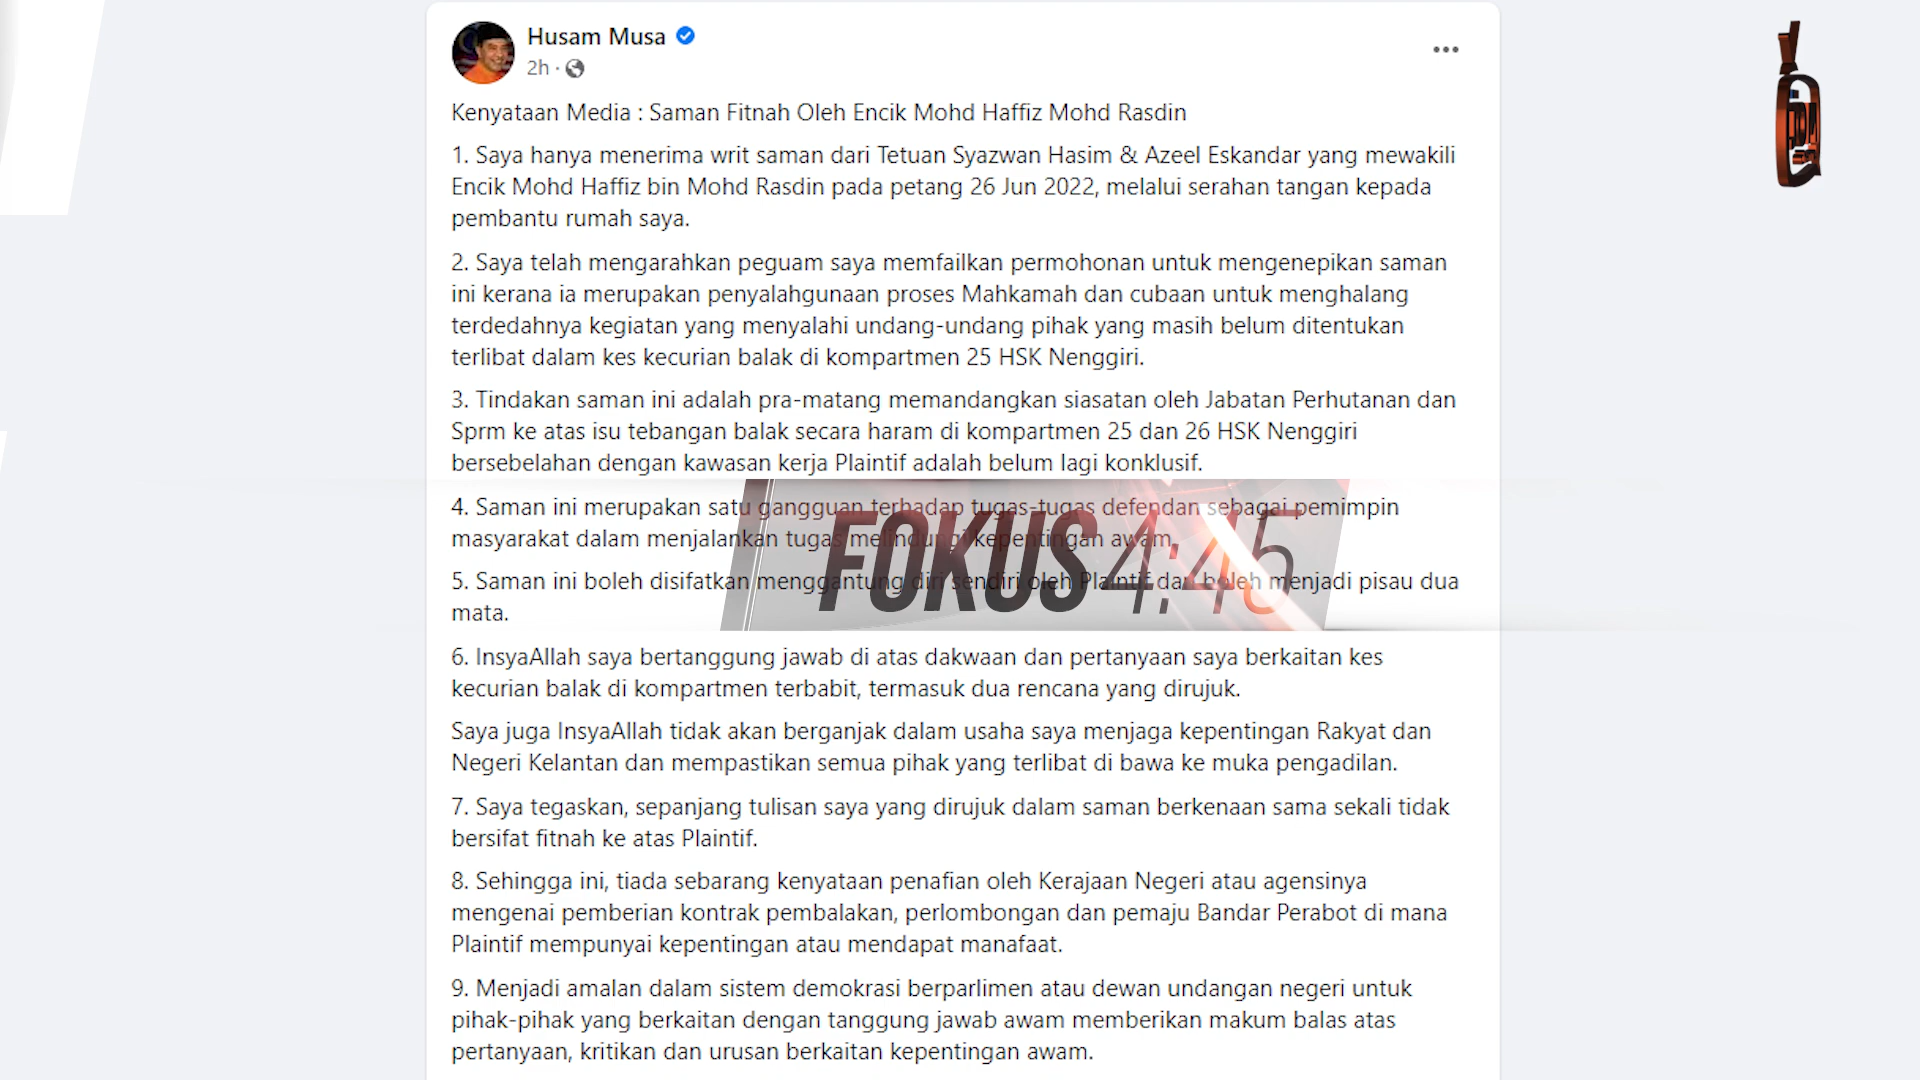 Husam Musa
2h ·
Kenyataan Media : Saman Fitnah Oleh Encik Mohd Haffiz Mohd Rasdin
1. Saya hanya menerima writ saman dari Tetuan Syazwan Hasim & Azeel Eskandar yang mewakili
Encik Mohd Haffiz bin Mohd Rasdin pada petang 26 Jun 2022, melalui serahan tangan kepada
pembantu rumah saya.
2. Saya telah mengarahkan peguam saya memfailkan permohonan untuk mengenepikan saman
ini kerana ia merupakan penyalahgunaan proses Mahkamah dan cubaan untuk menghalang
terdedahnya kegiatan yang menyalahi undang-undang pihak yang masih belum ditentukan
terlibat dalam kes kecurian balak di kompartmen 25 HSK Nenggiri.
3. Tindakan saman ini adalah pra-matang memandangkan siasatan oleh Jabatan Perhutanan dan
Sprm ke atas isu tebangan balak secara haram di kompartmen 25 dan 26 HSK Nenggiri
bersebelahan dengan kawasan kerja Plaintif adalah belum lagi konklusif.
4. Saman ini merupakan satu gangguan terhadap tugas-tugas defendan sebagai pemimpin
masyarakat dalam menjalankan tugas melindungi kepentingan awam.
FOKUS 4:45
5. Saman ini boleh disifatkan menggantung diri sendiri oleh Plaintif dan boleh menjadi pisau dua
mata.
6. InsyaAllah saya bertanggung jawab di atas dakwaan dan pertanyaan saya berkaitan kes
kecurian balak di kompartmen terbabit, termasuk dua rencana yang dirujuk.
Saya juga InsyaAllah tidak akan berganjak dalam usaha saya menjaga kepentingan Rakyat dan
Negeri Kelantan dan mempastikan semua pihak yang terlibat di bawa ke muka pengadilan.
7. Saya tegaskan, sepanjang tulisan saya yang dirujuk dalam saman berkenaan sama sekali tidak
bersifat fitnah ke atas Plaintif.
8. Sehingga ini, tiada sebarang kenyataan penafian oleh Kerajaan Negeri atau agensinya
mengenai pemberian kontrak pembalakan, perlombongan dan pemaju Bandar Perabot di mana
Plaintif mempunyai kepentingan atau mendapat manafaat.
9. Menjadi amalan dalam sistem demokrasi berparlimen atau dewan undangan negeri untuk
pihak-pihak yang berkaitan dengan tanggung jawab awam memberikan makum balas atas
pertanyaan, kritikan dan urusan berkaitan kepentingan awam.